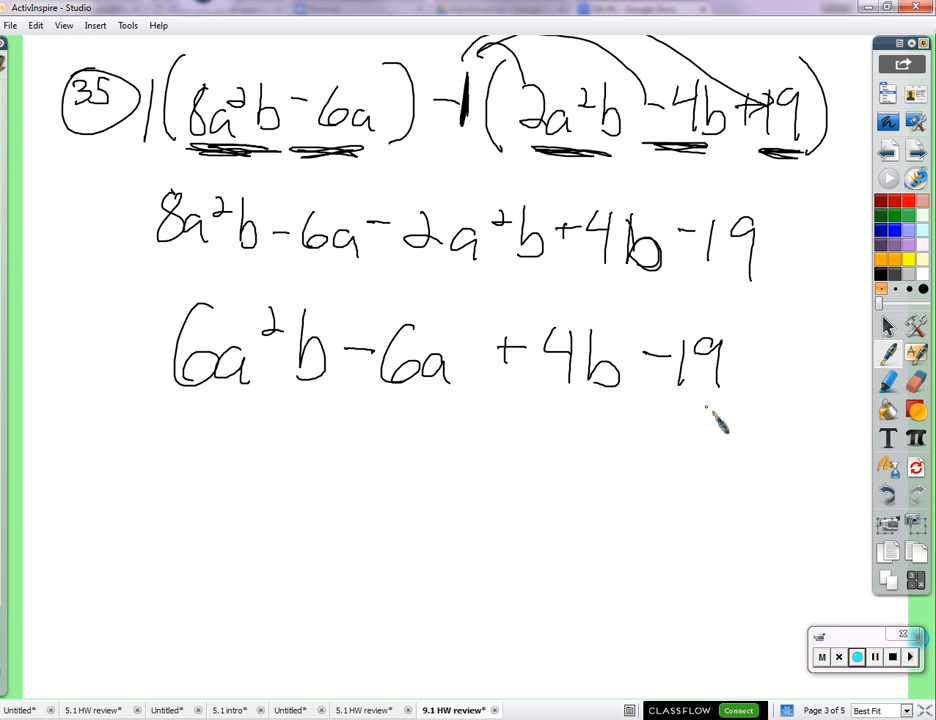 ActivInspire - Studio
File Edit View Insert Tools Help
35 1(8a²b - 6a) - 1(2a²b - 4b + 19)
8a²b - 6a - 2a²b + 4b - 19
6a²b - 6a + 4b - 19
T π
M
Untitled* 5.1 HW review* Untitled* 5.1 intro* Untitled* 5.1 HW review* 9.1 HW review* CLASSFLOW Connect Page 3 of 5 Best Fit